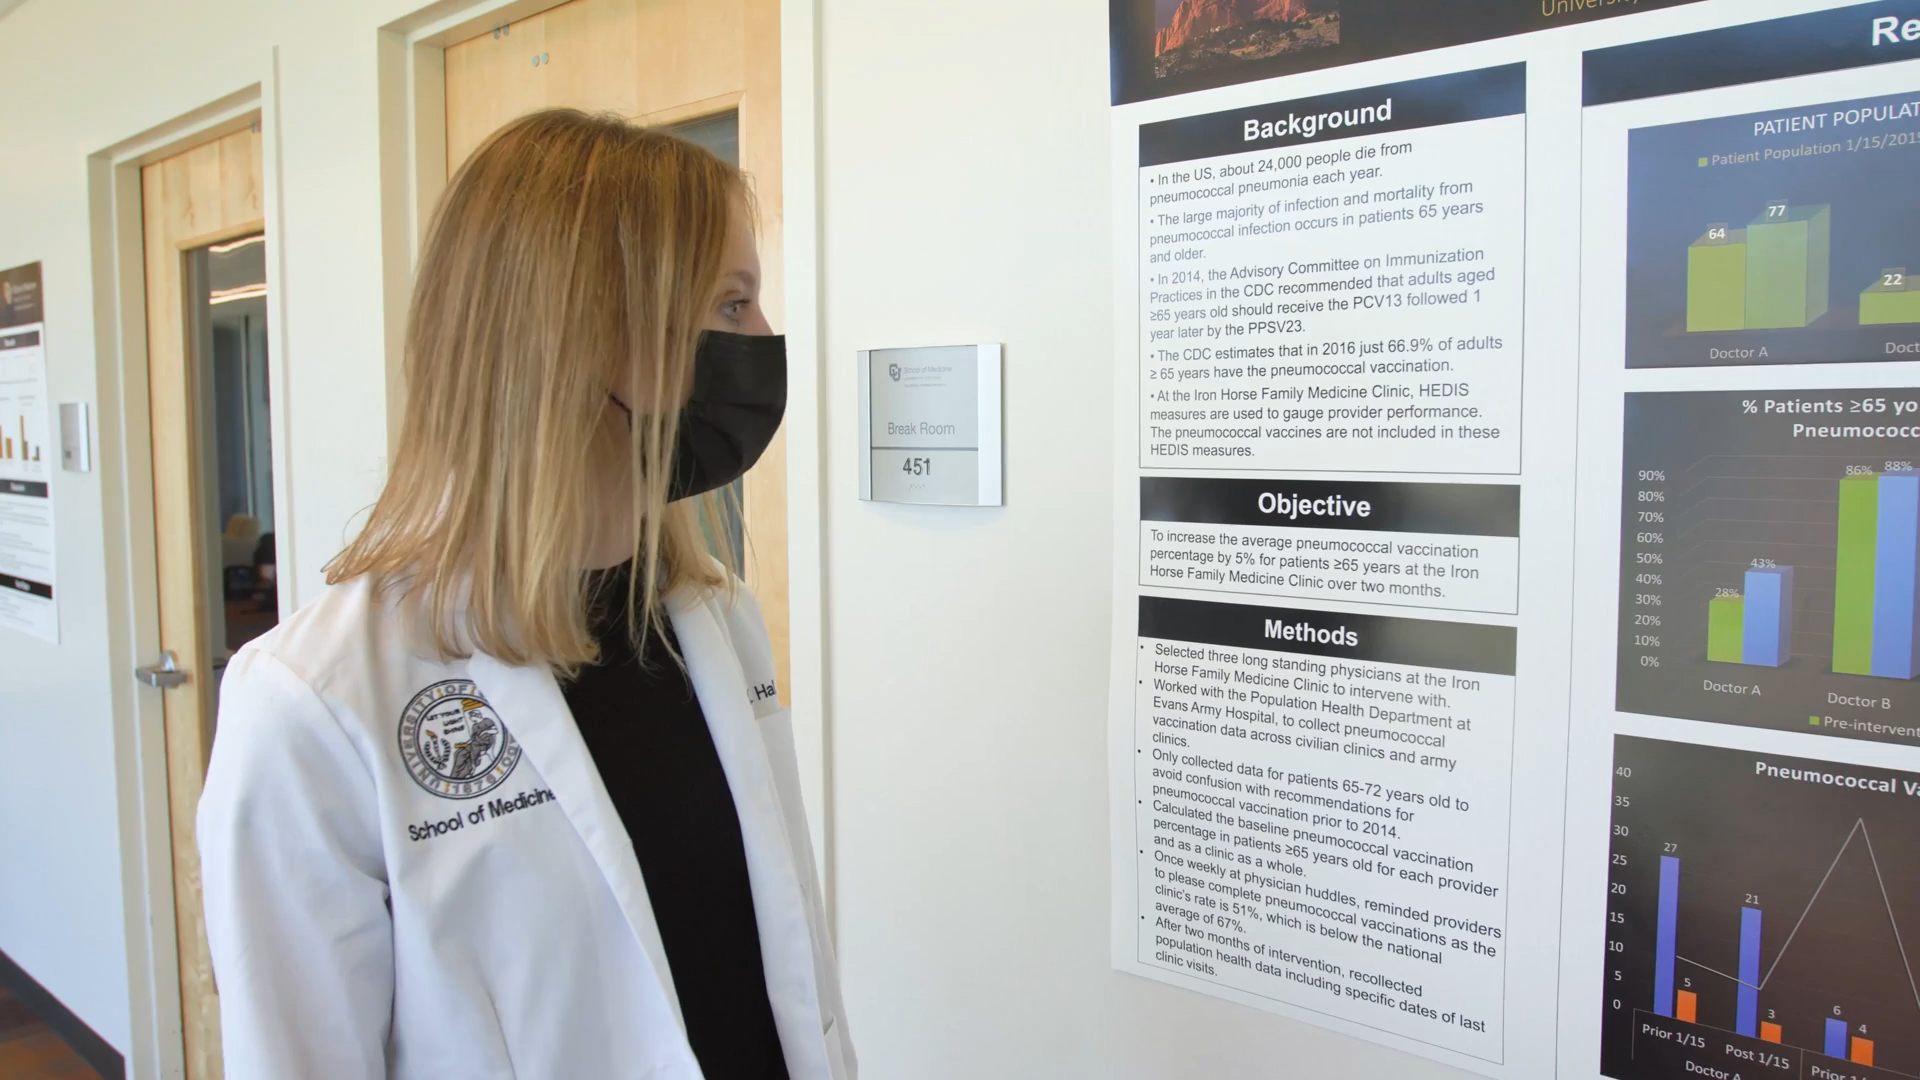 School of Medicine
Break Room
451
UNIVERSITY OF
LET YOUR
LIGHT
SHINE
1876
School of Medicine
Background
• In the US, about 24,000 people die from
pneumococcal pneumonia each year.
• The large majority of infection and mortality from
pneumococcal infection occurs in patients 65 years
and older.
• In 2014, the Advisory Committee on Immunization
Practices in the CDC recommended that adults aged
≥65 years old should receive the PCV13 followed 1
year later by the PPSV23.
• The CDC estimates that in 2016 just 66.9% of adults
≥ 65 years have the pneumococcal vaccination.
• At the Iron Horse Family Medicine Clinic, HEDIS
measures are used to gauge provider performance.
The pneumococcal vaccines are not included in these
HEDIS measures.
Objective
To increase the average pneumococcal vaccination
percentage by 5% for patients ≥65 years at the Iron
Horse Family Medicine Clinic over two months.
Methods
• Selected three long standing physicians at the Iron
Horse Family Medicine Clinic to intervene with.
• Worked with the Population Health Department at
Evans Army Hospital, to collect pneumococcal
vaccination data across civilian clinics and army
clinics.
• Only collected data for patients 65-72 years old to
avoid confusion with recommendations for
pneumococcal vaccination prior to 2014.
• Calculated the baseline pneumococcal vaccination
percentage in patients ≥65 years old for each provider
and as a clinic as a whole.
• Once weekly at physician huddles, reminded providers
to please complete pneumococcal vaccinations as the
clinic's rate is 51%, which is below the national
average of 67%.
• After two months of intervention, recollected
population health data including specific dates of last
clinic visits.
Re
PATIENT POPULAT
Patient Population 1/15/201
64
77
22
Doctor A
Doct
% Patients ≥65 yo
Pneumococc
90%
80%
70%
60%
50%
40%
30%
20%
10%
0%
28%
43%
86%
88%
Doctor A
Doctor B
Pre-intervent
Pneumococcal Va
40
35
30
25
20
15
10
5
0
27
5
21
3
6
4
Prior 1/15
Post 1/15
Prior 1/
Doctor A